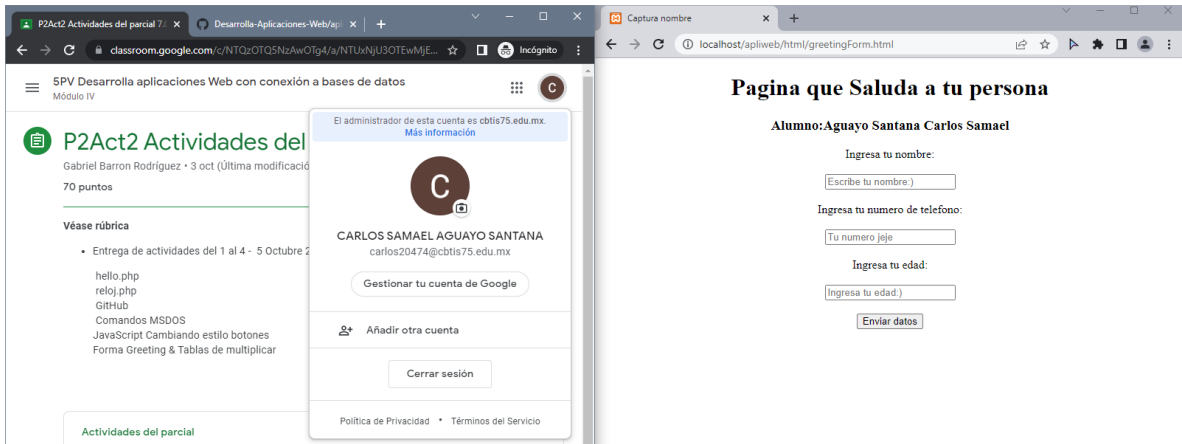 P2Act2 Actividades del parcial 7.
Desarrolla-Aplicaciones-Web/apl
classroom.google.com/c/NTQzOTQ5NzAwOTg4/a/NTUxNjU3OTEwMjE...
Incógnito
5PV Desarrolla aplicaciones Web con conexión a bases de datos
Módulo IV
C
P2Act2 Actividades del
Gabriel Barron Rodríguez • 3 oct (Última modificació
70 puntos
Véase rúbrica
• Entrega de actividades del 1 al 4 - 5 Octubre 2
hello.php
reloj.php
GitHub
Comandos MSDOS
JavaScript Cambiando estilo botones
Forma Greeting & Tablas de multiplicar
Actividades del parcial
El administrador de esta cuenta es cbtis75.edu.mx.
Más información
C
CARLOS SAMAEL AGUAYO SANTANA
carlos20474@cbtis75.edu.mx
Gestionar tu cuenta de Google
Añadir otra cuenta
Cerrar sesión
Política de Privacidad • Términos del Servicio
Captura nombre
localhost/apliweb/html/greetingForm.html
Pagina que Saluda a tu persona
Alumno:Aguayo Santana Carlos Samael
Ingresa tu nombre:
Escribe tu nombre:)
Ingresa tu numero de telefono:
Tu numero jeje
Ingresa tu edad:
Ingresa tu edad:)
Enviar datos